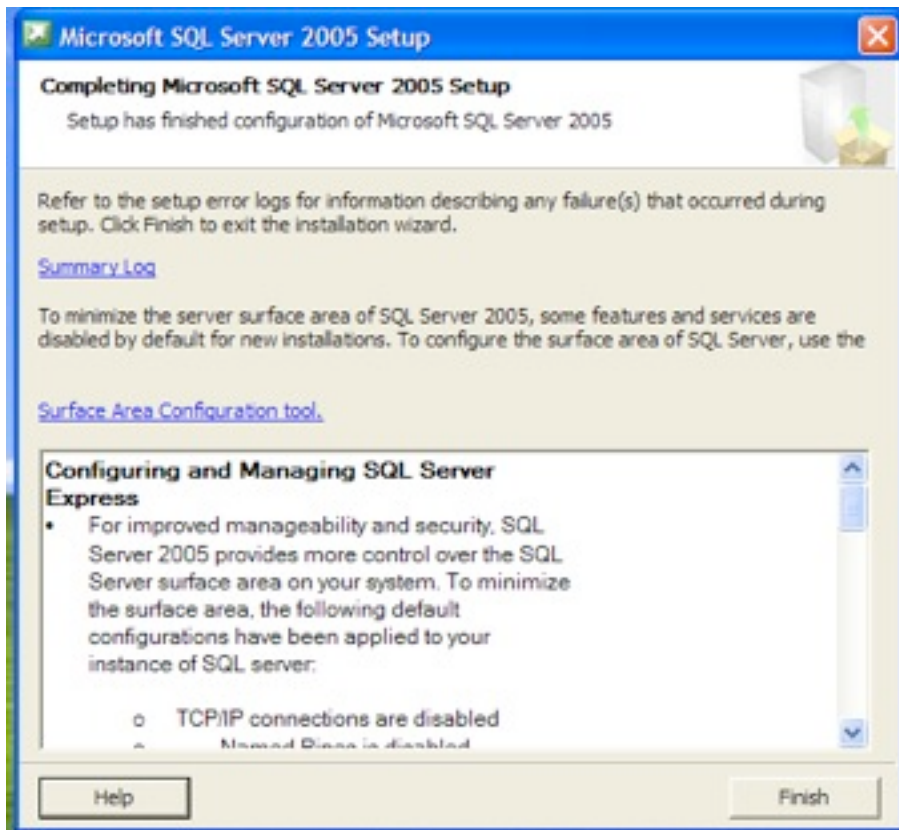 Microsoft SQL Server 2005 Setup
Completing Microsoft SQL Server 2005 Setup
Setup has finished configuration of Microsoft SQL Server 2005
Refer to the setup error logs for information describing any failure(s) that occurred during
setup. Click Finish to exit the installation wizard.
Summary Log
To minimize the server surface area of SQL Server 2005, some features and services are
disabled by default for new installations. To configure the surface area of SQL Server, use the
Surface Area Configuration tool.
Configuring and Managing SQL Server
Express
• For improved manageability and security, SQL
Server 2005 provides more control over the SQL
Server surface area on your system. To minimize
the surface area, the following default
configurations have been applied to your
instance of SQL server:
o TCP/IP connections are disabled
o Named Pipes is disabled
Help
Finish